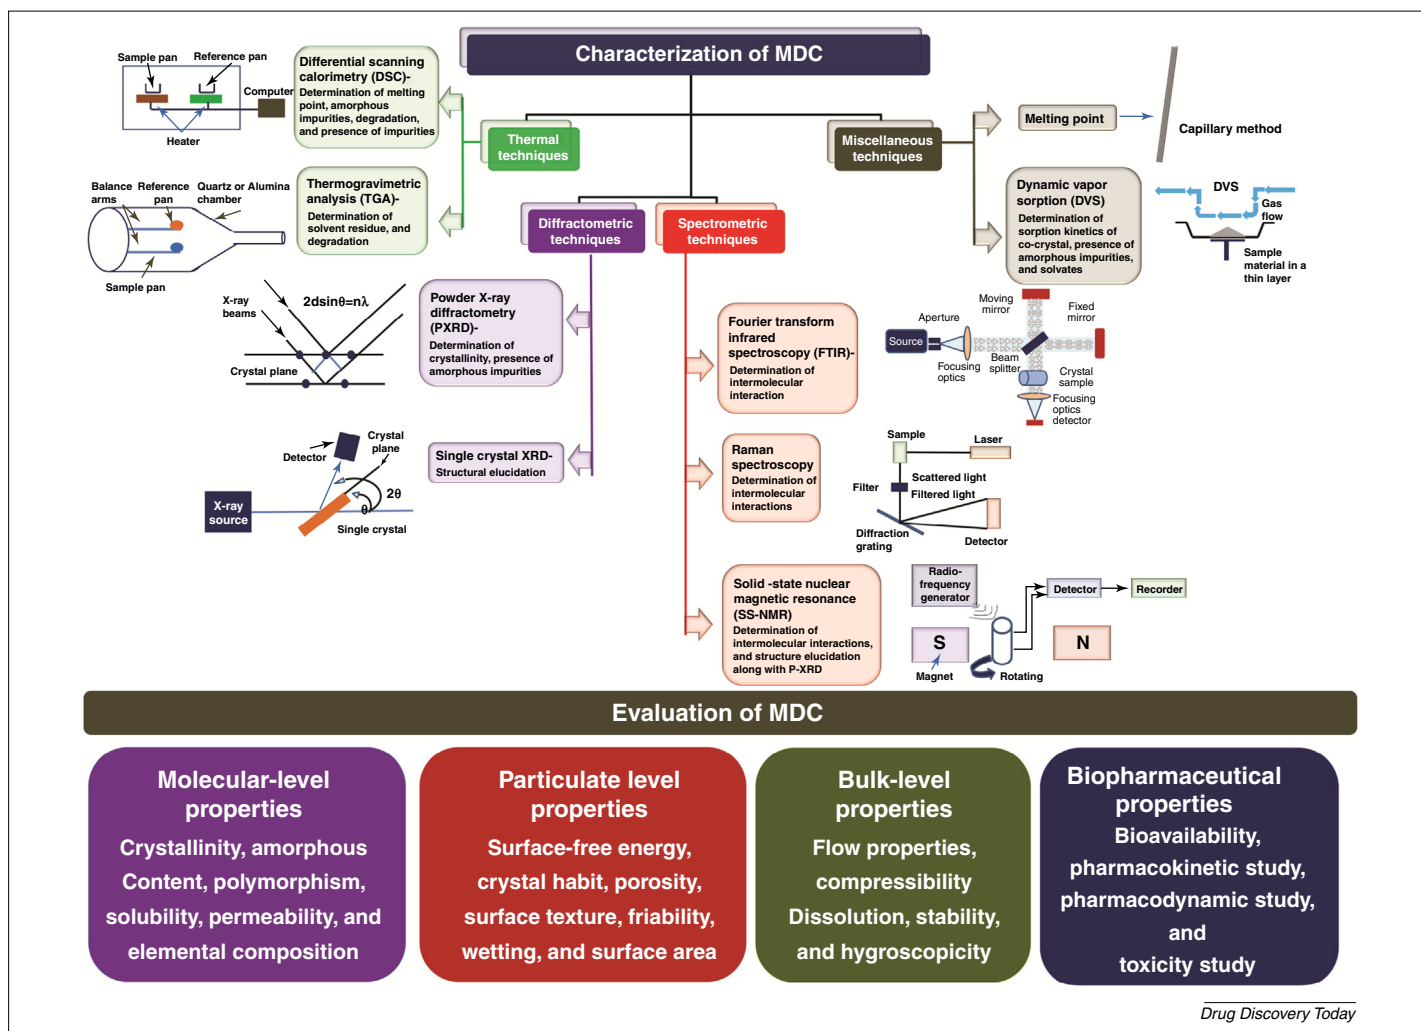 Characterization of MDC
Sample pan
Reference pan
Computer
Heater
Differential scanning
calorimetry (DSC)-
Determination of melting
point, amorphous
impurities, degradation,
and presence of impurities
Thermal
techniques
Miscellaneous
techniques
Melting point
Capillary method
Balance
arms
Reference
pan
Quartz or Alumina
chamber
Sample pan
Thermogravimetric
analysis (TGA)-
Determination of
solvent residue, and
degradation
Diffractometric
techniques
Spectrometric
techniques
Dynamic vapor
sorption (DVS)
Determination of
sorption kinetics of
co-crystal, presence of
amorphous impurities,
and solvates
DVS
Gas
flow
Sample
material in a
thin layer
X-ray
beams
2dsinθ=nλ
Crystal plane
Powder X-ray
diffractometry
(PXRD)-
Determination of
crystallinity, presence of
amorphous impurities
Fourier transform
infrared
spectroscopy (FTIR)-
Determination of
intermolecular
interaction
Moving
mirror
Fixed
mirror
Aperture
Source
Focusing
optics
Beam
splitter
Crystal
sample
Focusing
optics
detector
Detector
Crystal
plane
X-ray
source
2θ
θ
Single crystal
Single crystal XRD-
Structural elucidation
Raman
spectroscopy
Determination of
intermolecular
interactions
Sample
Laser
Scattered light
Filter
Filtered light
Diffraction
grating
Detector
Solid -state nuclear
magnetic resonance
(SS-NMR)
Determination of
intermolecular interactions,
and structure elucidation
along with P-XRD
Radio-
frequency
generator
Detector
Recorder
S
N
Magnet
Rotating
Evaluation of MDC
Molecular-level
properties
Crystallinity, amorphous
Content, polymorphism,
solubility, permeability, and
elemental composition
Particulate level
properties
Surface-free energy,
crystal habit, porosity,
surface texture, friability,
wetting, and surface area
Bulk-level
properties
Flow properties,
compressibility
Dissolution, stability,
and hygroscopicity
Biopharmaceutical
properties
Bioavailability,
pharmacokinetic study,
pharmacodynamic study,
and
toxicity study
Drug Discovery Today